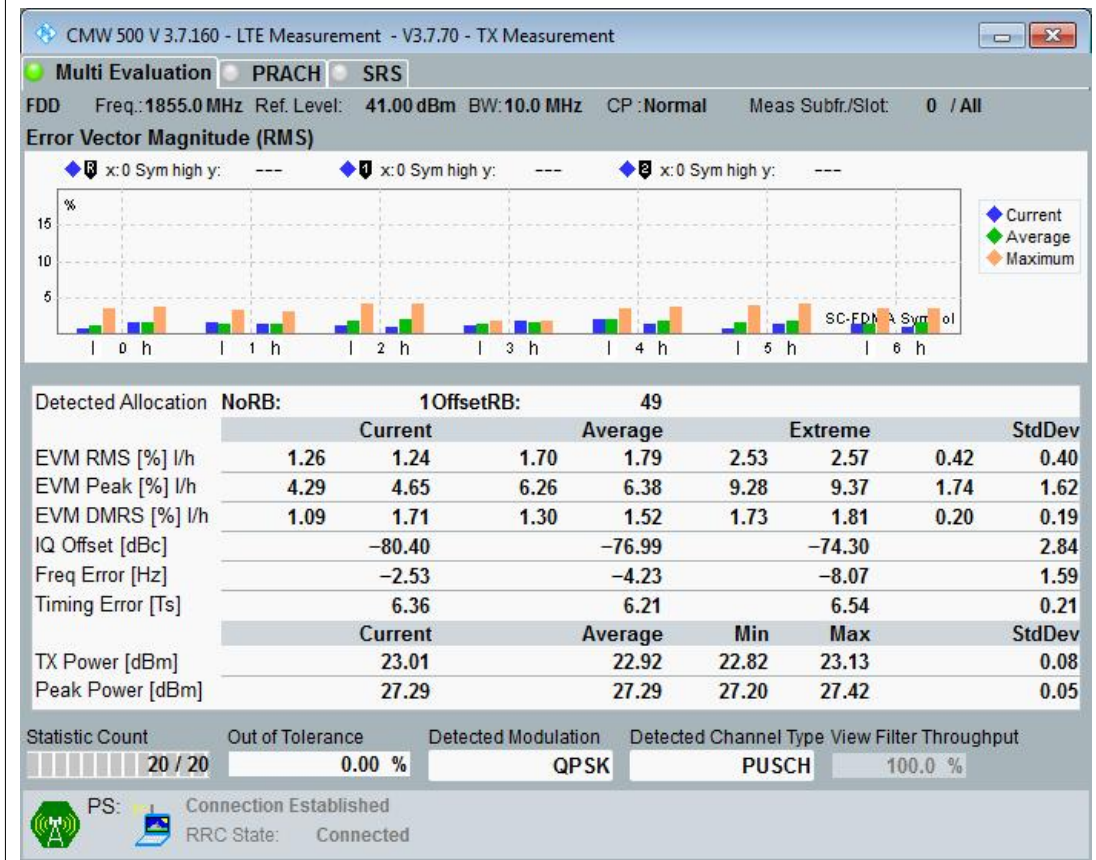 CMW 500 V 3.7.160 - LTE Measurement - V3.7.70 - TX Measurement
Multi Evaluation PRACH SRS
FDD Freq.: 1855.0 MHz Ref. Level: 41.00 dBm BW: 10.0 MHz CP : Normal Meas Subfr./Slot: 0 / All
Error Vector Magnitude (RMS)
R x: 0 Sym high y: --- 1 x: 0 Sym high y: --- 2 x: 0 Sym high y: ---
%
15
10
5
Current
Average
Maximum
SC-FDMA Symbol
l 0 h l 1 h l 2 h l 3 h l 4 h l 5 h l 6 h
Detected Allocation NoRB: 1 OffsetRB: 49
Current Average Extreme StdDev
EVM RMS [%] l/h 1.26 1.24 1.70 1.79 2.53 2.57 0.42 0.40
EVM Peak [%] l/h 4.29 4.65 6.26 6.38 9.28 9.37 1.74 1.62
EVM DMRS [%] l/h 1.09 1.71 1.30 1.52 1.73 1.81 0.20 0.19
IQ Offset [dBc] −80.40 −76.99 −74.30 2.84
Freq Error [Hz] −2.53 −4.23 −8.07 1.59
Timing Error [Ts] 6.36 6.21 6.54 0.21
Current Average Min Max StdDev
TX Power [dBm] 23.01 22.92 22.82 23.13 0.08
Peak Power [dBm] 27.29 27.29 27.20 27.42 0.05
Statistic Count Out of Tolerance Detected Modulation Detected Channel Type View Filter Throughput
20 / 20 0.00 % QPSK PUSCH 100.0 %
PS: Connection Established
RRC State: Connected